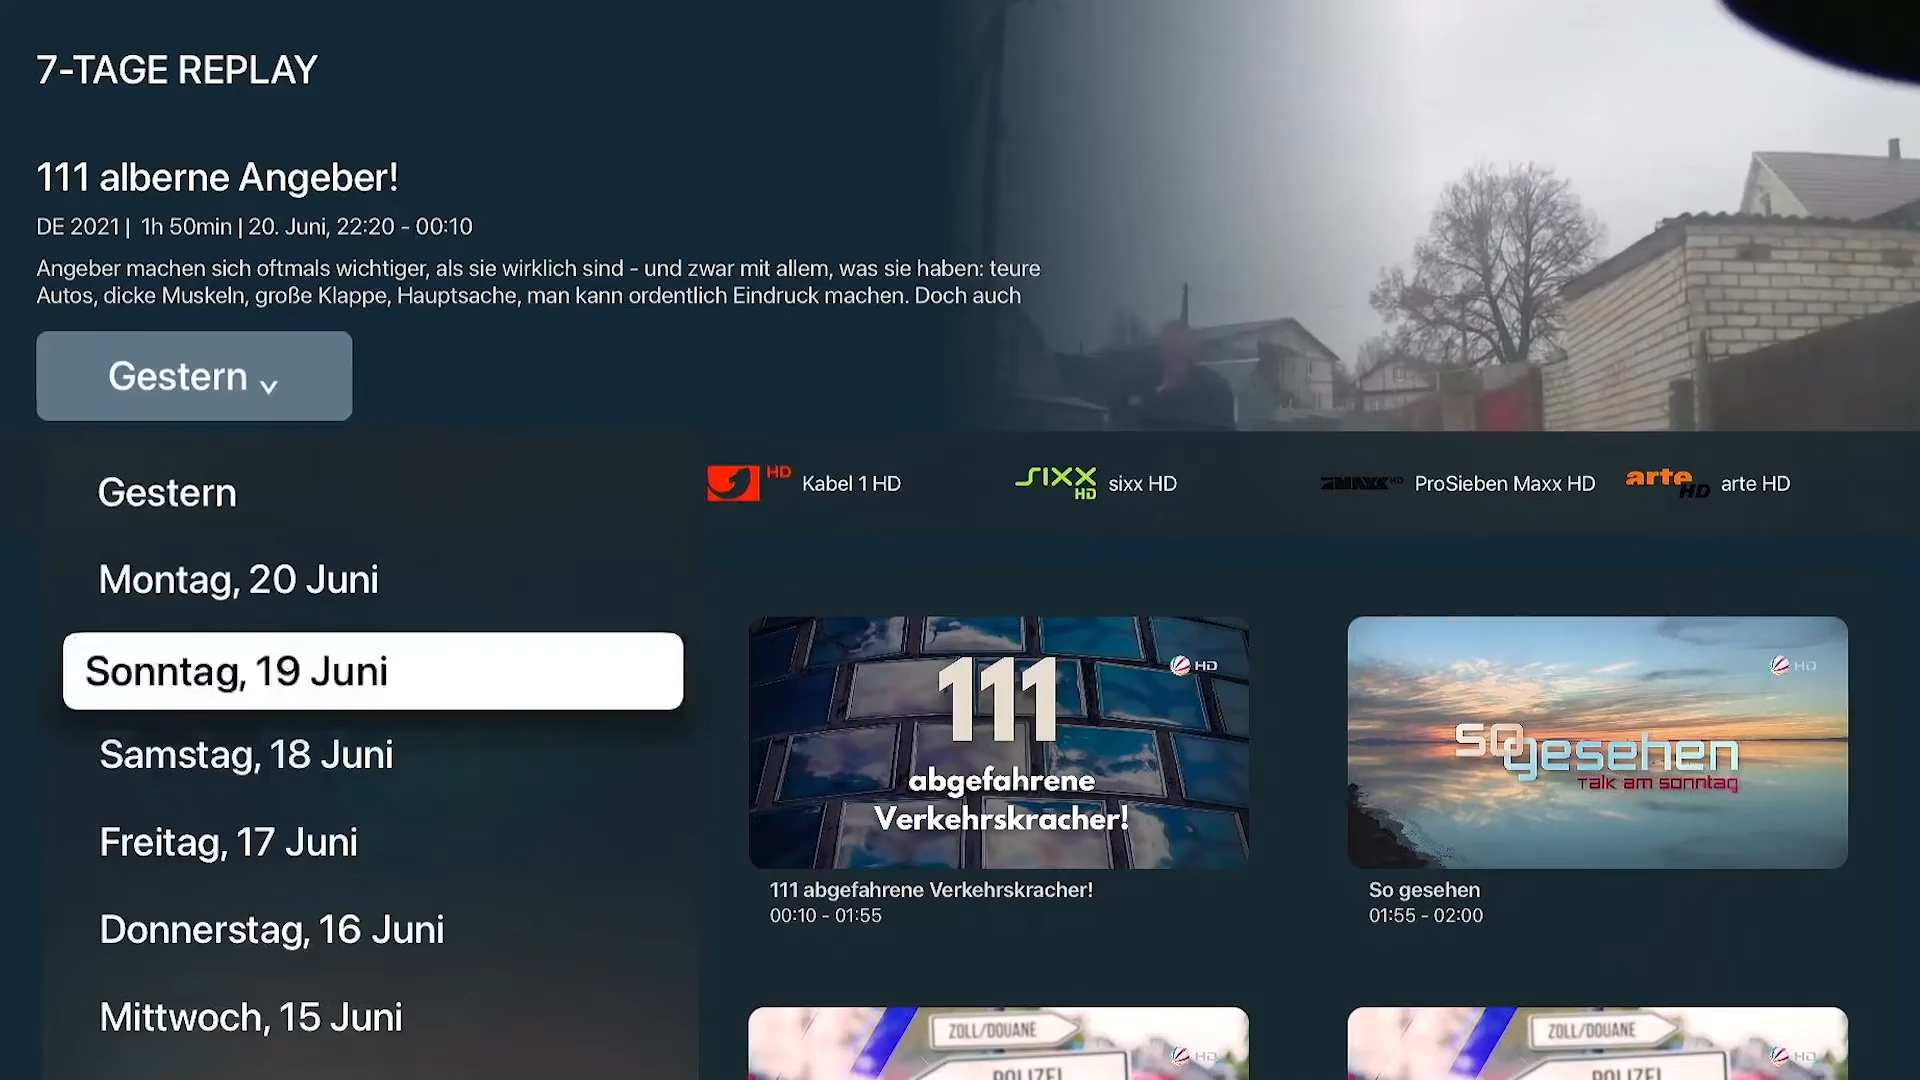 7-TAGE REPLAY
111 alberne Angeber!
DE 2021 | 1h 50min | 20. Juni, 22:20 - 00:10
Angeber machen sich oftmals wichtiger, als sie wirklich sind - und zwar mit allem, was sie haben: teure
Autos, dicke Muskeln, große Klappe, Hauptsache, man kann ordentlich Eindruck machen. Doch auch
Gestern
HD Kabel 1 HD
sixx HD sixx HD
MAXX HD ProSieben Maxx HD
arte HD arte HD
Gestern
Montag, 20 Juni
Sonntag, 19 Juni
Samstag, 18 Juni
Freitag, 17 Juni
Donnerstag, 16 Juni
Mittwoch, 15 Juni
HD
111
abgefahrene
Verkehrskracher!
111 abgefahrene Verkehrskracher!
00:10 - 01:55
HD
so gesehen
Talk am sonntag
So gesehen
01:55 - 02:00
ZOLL/DOUANE
HD
POLIZEI
ZOLL/DOUANE
HD
POLIZEI